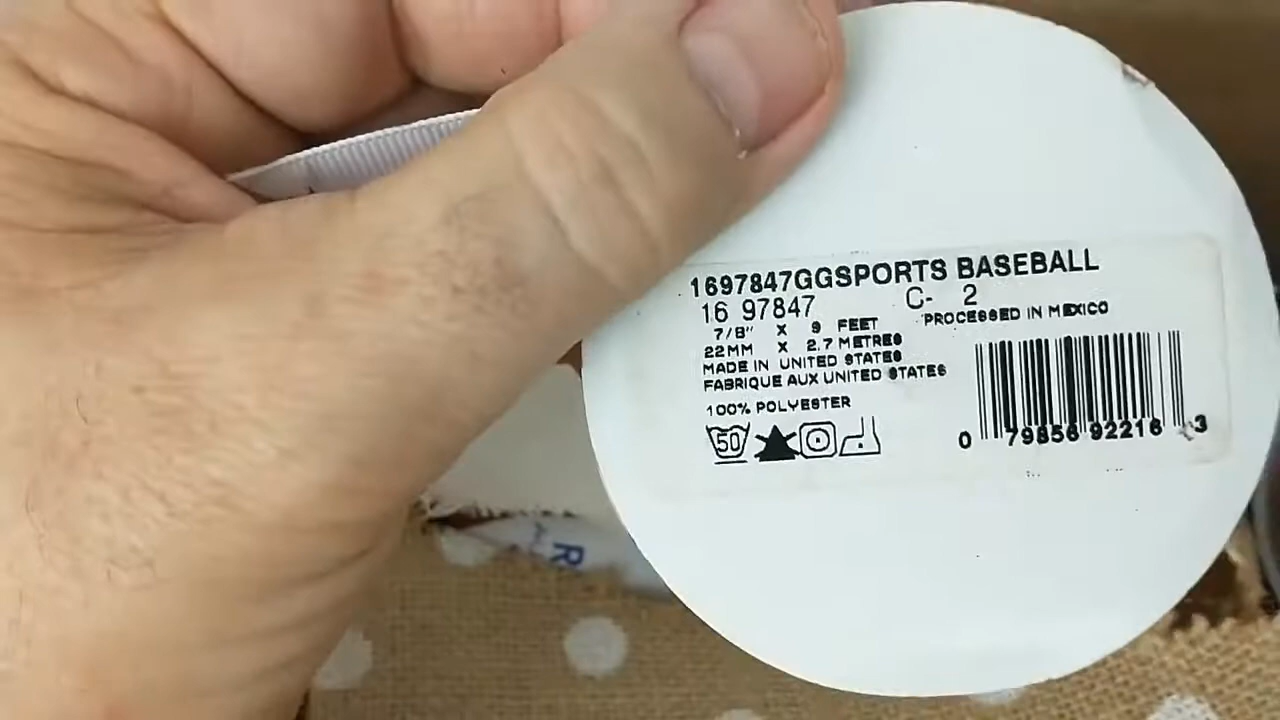 1697847GGSPORTS BASEBALL
16 97847 C- 2
7/8" X 9 FEET PROCESSED IN MEXICO
22MM X 2.7 METRES
MADE IN UNITED STATES
FABRIQUE AUX UNITED STATES
100% POLYESTER
50
0 79856 92216 3
R